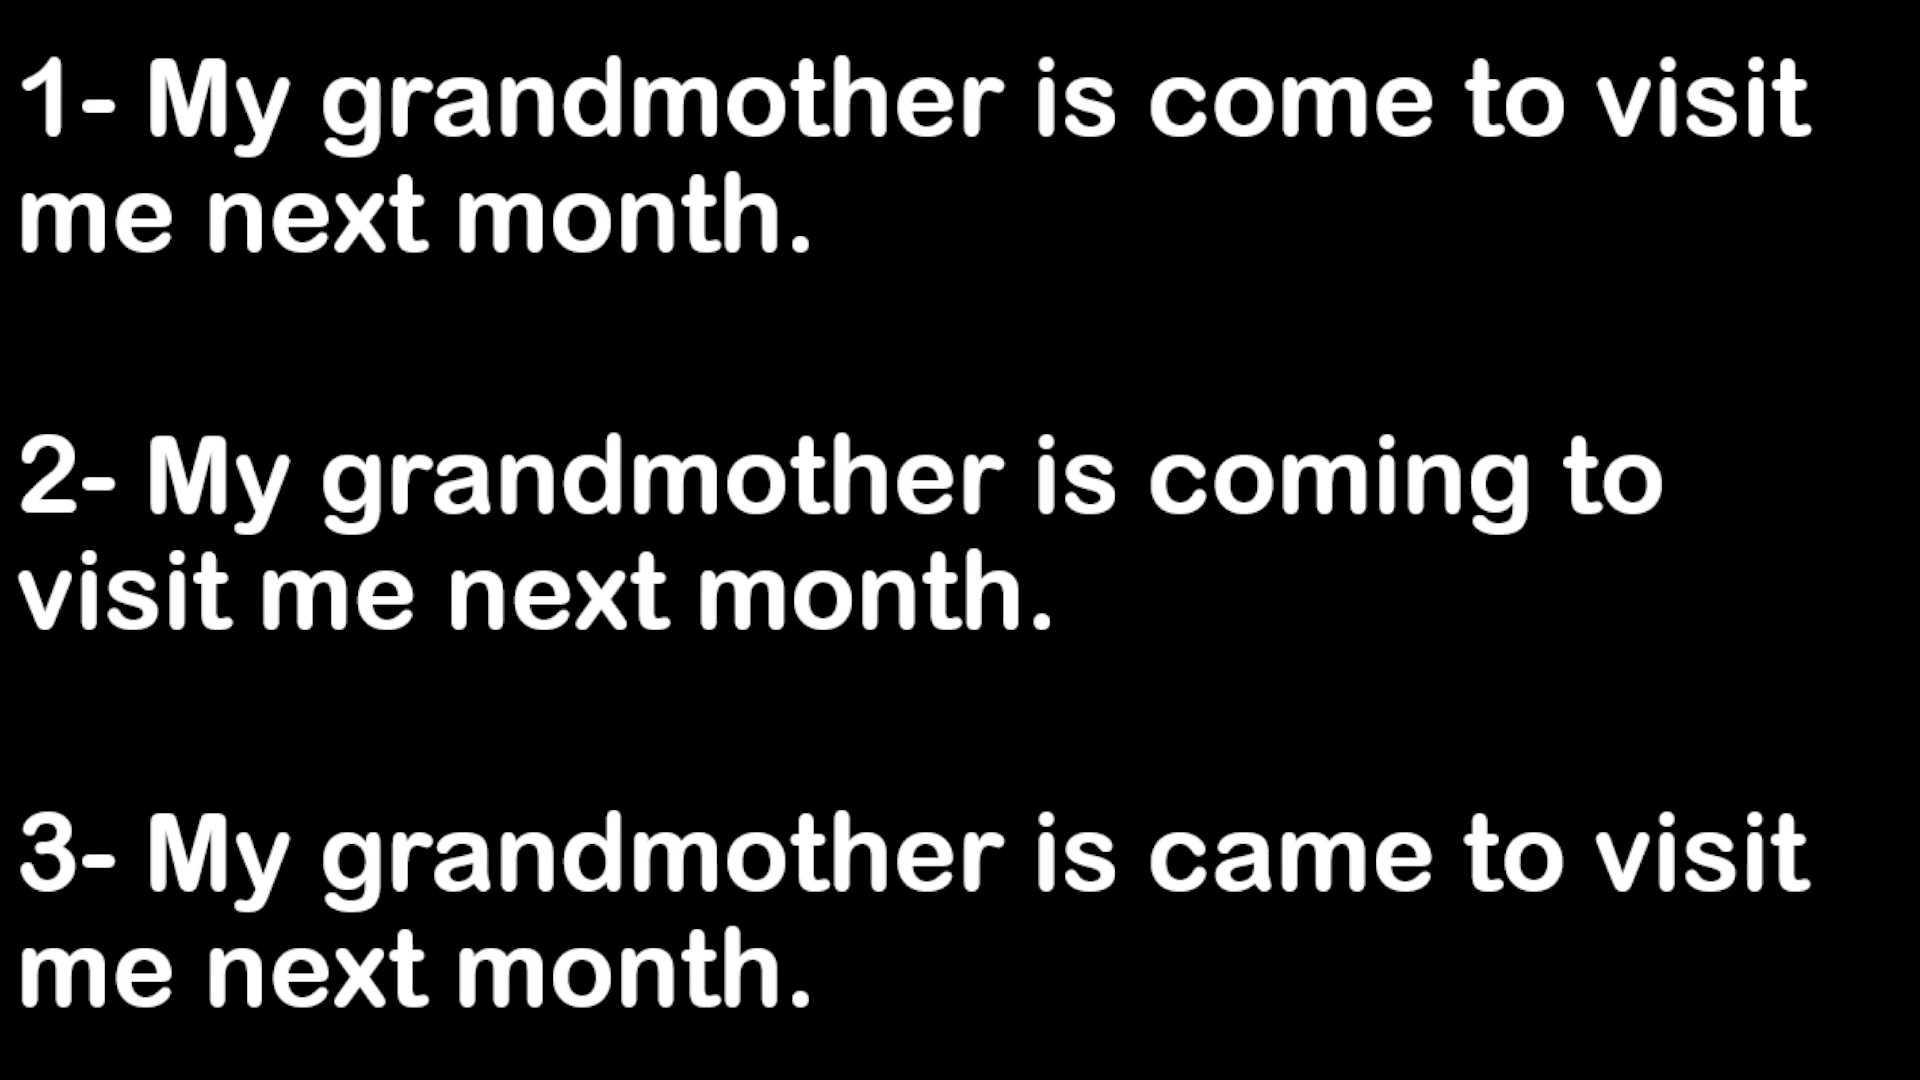 1- My grandmother is come to visit
me next month.
2- My grandmother is coming to
visit me next month.
3- My grandmother is came to visit
me next month.